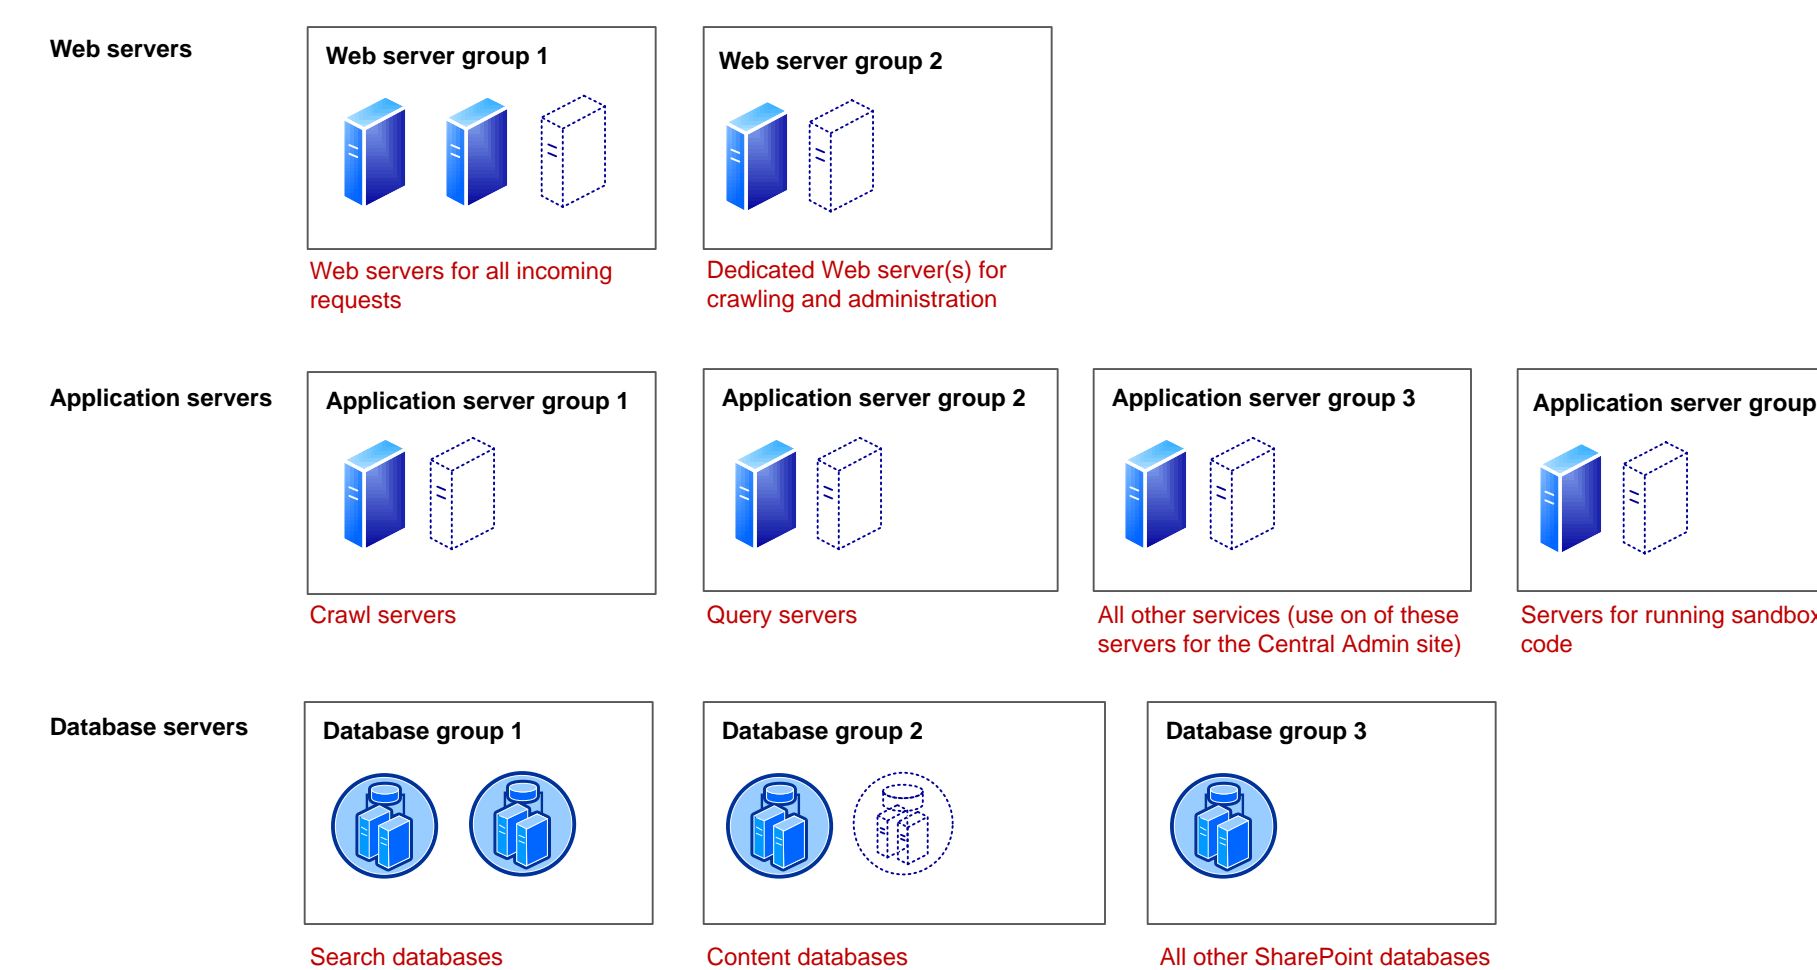 Web servers
Web server group 1
Web server group 2
Web servers for all incoming
requests
Dedicated Web server(s) for
crawling and administration
Application servers
Application server group 1
Application server group 2
Application server group 3
Application server group
Crawl servers
Query servers
All other services (use on of these
servers for the Central Admin site)
Servers for running sandbox
code
Database servers
Database group 1
Database group 2
Database group 3
Search databases
Content databases
All other SharePoint databases